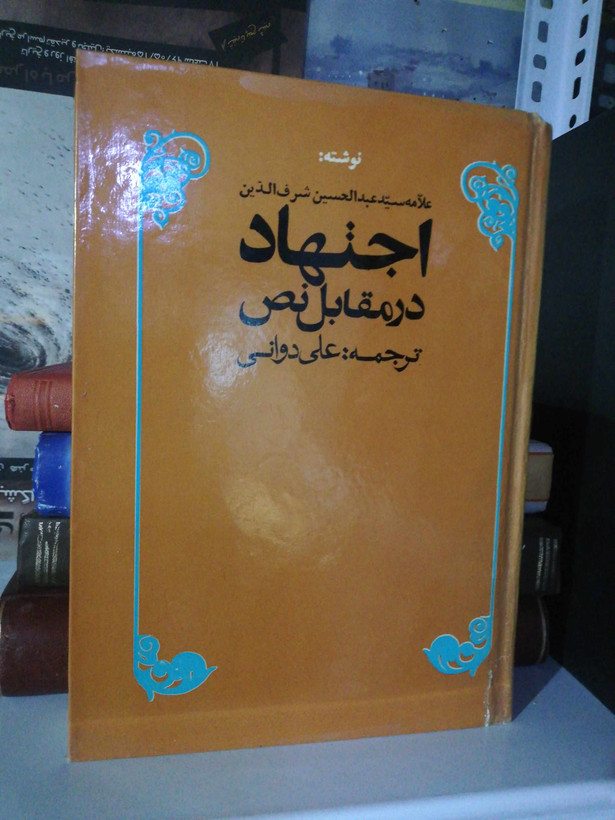 نوشته:
علامه سید عبدالحسین شرف الدین
اجتهاد
در مقابل نص
ترجمه: علی دوانی